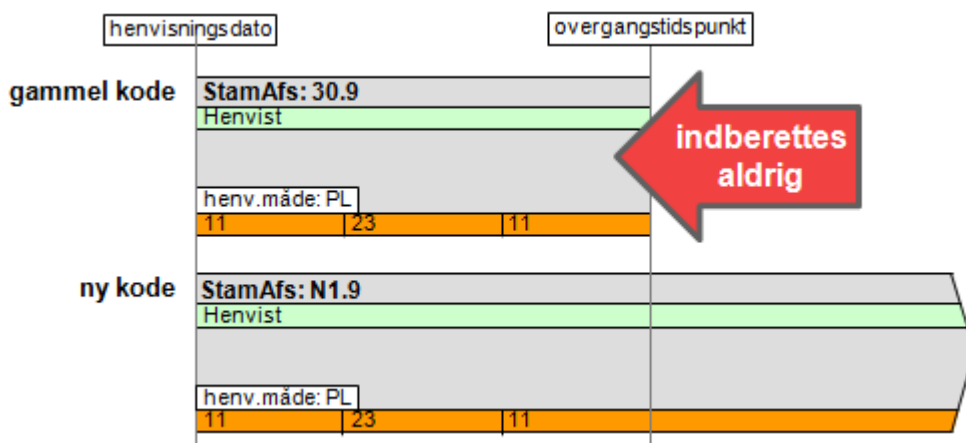 henvisningsdato
overgangstidspunkt
gammel kode
StamAfs: 30.9
Henvist
indberettes
aldrig
henv.måde: PL
11 23 11
ny kode
StamAfs: N1.9
Henvist
henv.måde: PL
11 23 11